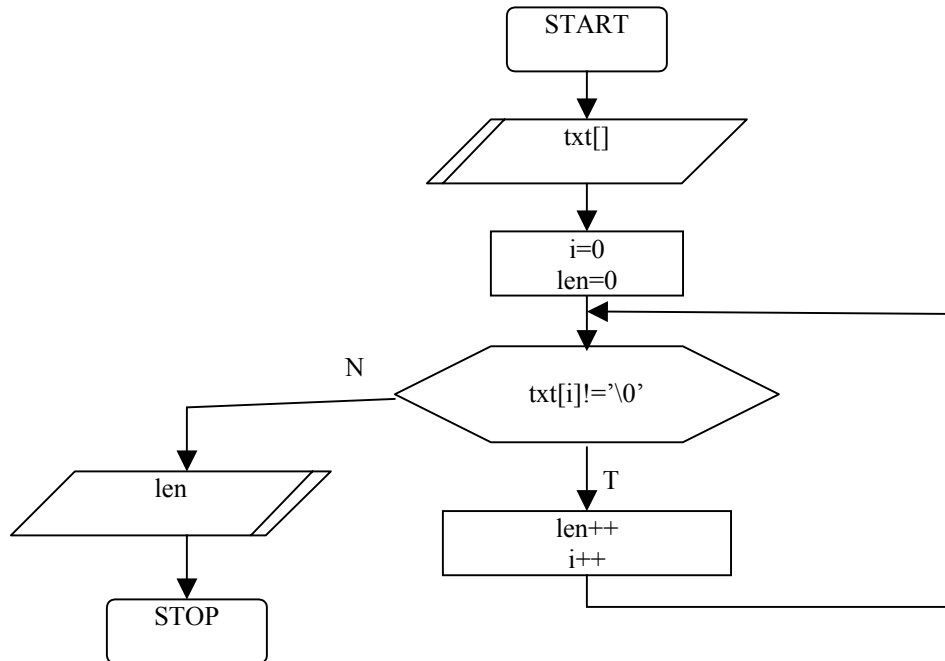 START
txt[]
i=0
len=0
N
txt[i]!=’\0’
T
len
len++
i++
STOP